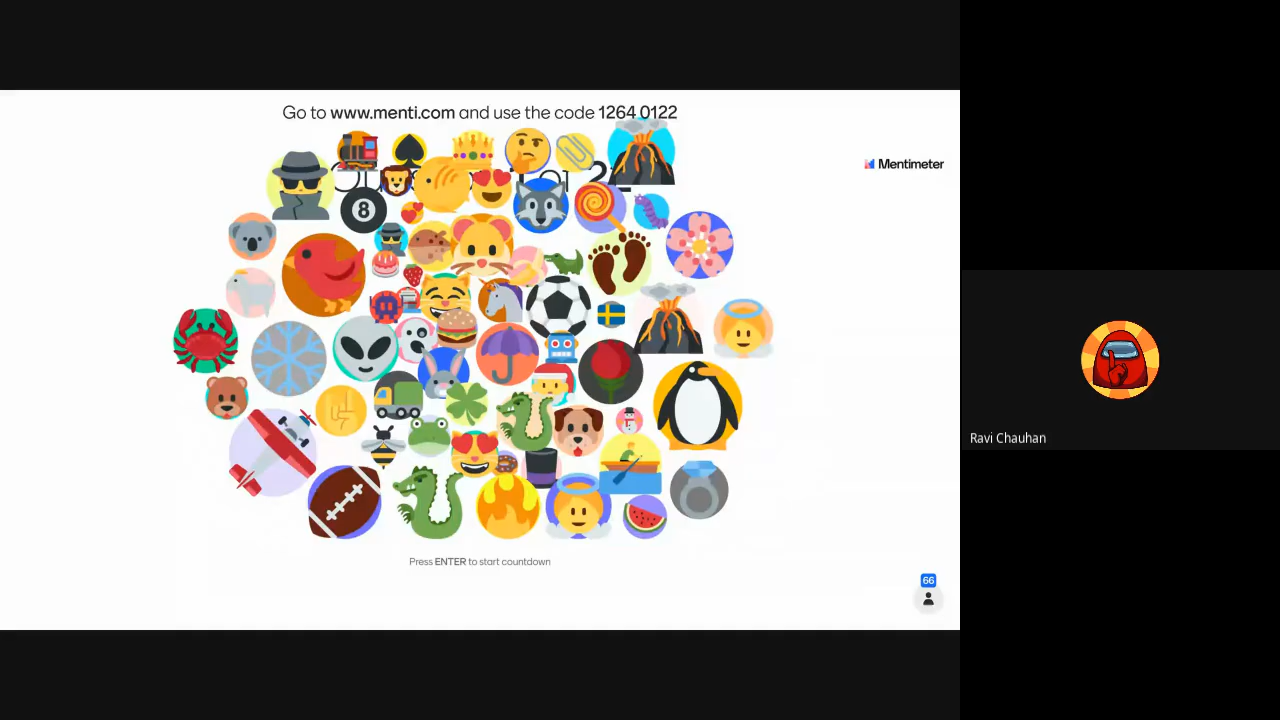 Go to www.menti.com and use the code 1264 0122
Mentimeter
8
Press ENTER to start countdown
66
Ravi Chauhan